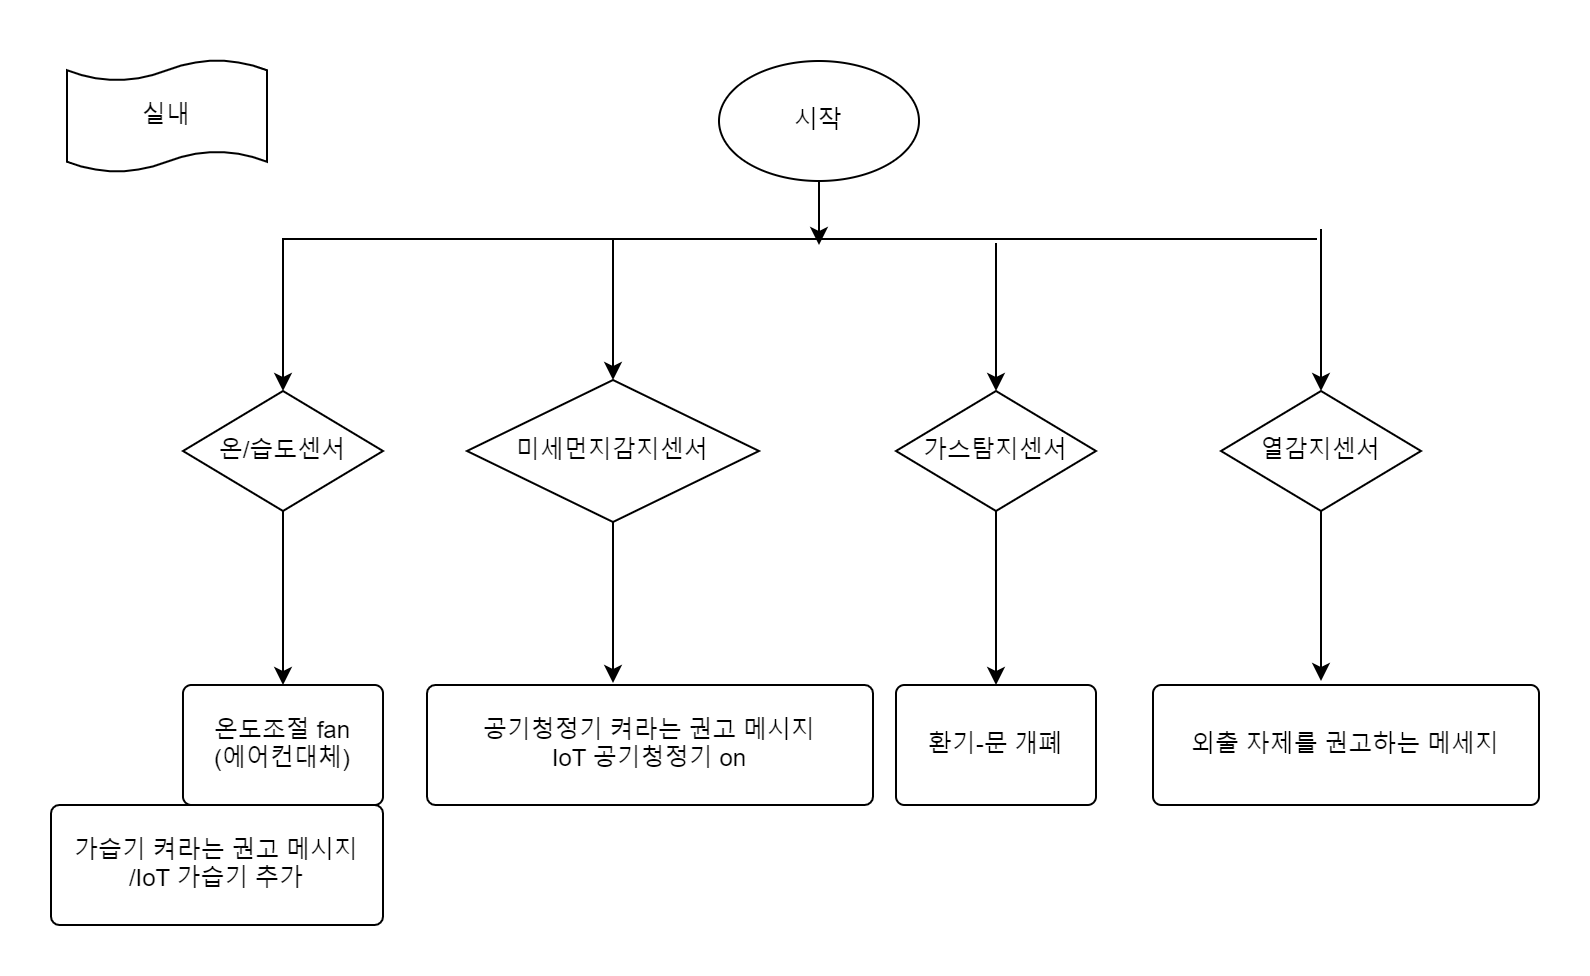 실내
시작
온/습도센서
미세먼지감지센서
가스탐지센서
열감지센서
온도조절 fan
(에어컨대체)
공기청정기 켜라는 권고 메시지
IoT 공기청정기 on
환기-문 개폐
외출 자제를 권고하는 메세지
가습기 켜라는 권고 메시지
/IoT 가습기 추가